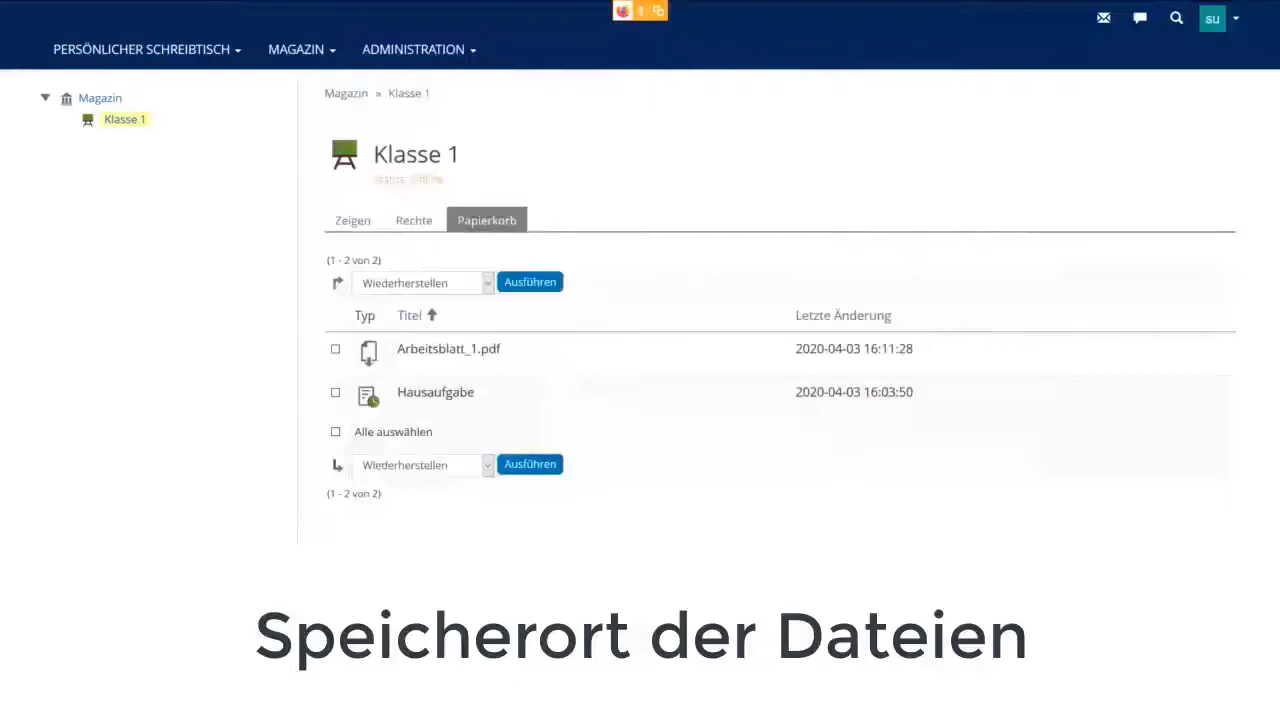 su
PERSÖNLICHER SCHREIBTISCH MAGAZIN ADMINISTRATION
Magazin
Klasse 1
Magazin » Klasse 1
Klasse 1
Status: Offline
Zeigen Rechte Papierkorb
(1 - 2 von 2)
Wiederherstellen Ausführen
Typ Titel Letzte Änderung
Arbeitsblatt_1.pdf 2020-04-03 16:11:28
Hausaufgabe 2020-04-03 16:03:50
Alle auswählen
Wiederherstellen Ausführen
(1 - 2 von 2)
Speicherort der Dateien